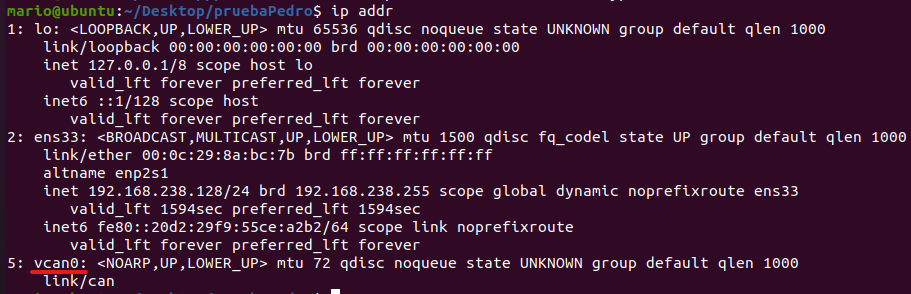 mario@ubuntu:~/Desktop/pruebaPedro$ ip addr
1: lo: <LOOPBACK,UP,LOWER_UP> mtu 65536 qdisc noqueue state UNKNOWN group default qlen 1000
    link/loopback 00:00:00:00:00:00 brd 00:00:00:00:00:00
    inet 127.0.0.1/8 scope host lo
       valid_lft forever preferred_lft forever
    inet6 ::1/128 scope host
       valid_lft forever preferred_lft forever
2: ens33: <BROADCAST,MULTICAST,UP,LOWER_UP> mtu 1500 qdisc fq_codel state UP group default qlen 1000
    link/ether 00:0c:29:8a:bc:7b brd ff:ff:ff:ff:ff:ff
    altname enp2s1
    inet 192.168.238.128/24 brd 192.168.238.255 scope global dynamic noprefixroute ens33
       valid_lft 1594sec preferred_lft 1594sec
    inet6 fe80::20d2:29f9:55ce:a2b2/64 scope link noprefixroute
       valid_lft forever preferred_lft forever
5: vcan0: <NOARP,UP,LOWER_UP> mtu 72 qdisc noqueue state UNKNOWN group default qlen 1000
    link/can